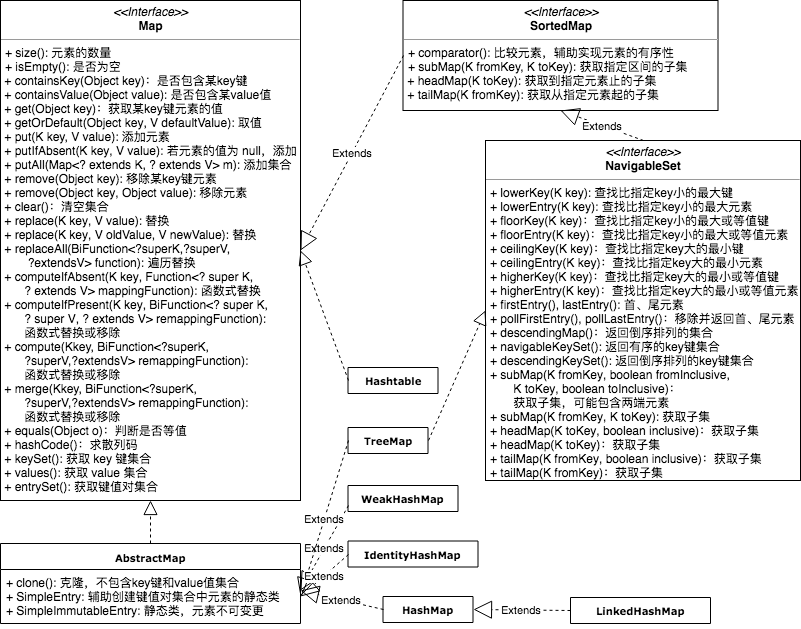 <<Interface>>
Map
+ size(): 元素的数量
+ isEmpty(): 是否为空
+ containsKey(Object key)：是否包含某key键
+ containsValue(Object value): 是否包含某value值
+ get(Object key)：获取某key键元素的值
+ getOrDefault(Object key, V defaultValue): 取值
+ put(K key, V value): 添加元素
+ putIfAbsent(K key, V value): 若元素的值为 null，添加
+ putAll(Map<? extends K, ? extends V> m): 添加集合
+ remove(Object key): 移除某key键元素
+ remove(Object key, Object value): 移除元素
+ clear()：清空集合
+ replace(K key, V value): 替换
+ replace(K key, V oldValue, V newValue): 替换
+ replaceAll(BiFunction<?superK,?superV,
?extendsV> function): 遍历替换
+ computeIfAbsent(K key, Function<? super K,
? extends V> mappingFunction): 函数式替换
+ computeIfPresent(K key, BiFunction<? super K,
? super V, ? extends V> remappingFunction):
函数式替换或移除
+ compute(Kkey, BiFunction<?superK,
?superV,?extendsV> remappingFunction):
函数式替换或移除
+ merge(Kkey, BiFunction<?superK,
?superV,?extendsV> remappingFunction):
函数式替换或移除
+ equals(Object o)：判断是否等值
+ hashCode()：求散列码
+ keySet(): 获取 key 键集合
+ values(): 获取 value 集合
+ entrySet(): 获取键值对集合
<<Interface>>
SortedMap
+ comparator(): 比较元素，辅助实现元素的有序性
+ subMap(K fromKey, K toKey): 获取指定区间的子集
+ headMap(K toKey): 获取到指定元素止的子集
+ tailMap(K fromKey): 获取从指定元素起的子集
Extends
Extends
<<Interface>>
NavigableSet
+ lowerKey(K key): 查找比指定key小的最大键
+ lowerEntry(K key): 查找比指定key小的最大元素
+ floorKey(K key): 查找比指定key小的最大或等值键
+ floorEntry(K key): 查找比指定key小的最大或等值元素
+ ceilingKey(K key): 查找比指定key大的最小键
+ ceilingEntry(K key): 查找比指定key大的最小元素
+ higherKey(K key): 查找比指定key大的最小或等值键
+ higherEntry(K key): 查找比指定key大的最小或等值元素
+ firstEntry(), lastEntry(): 首、尾元素
+ pollFirstEntry(), pollLastEntry()：移除并返回首、尾元素
+ descendingMap()：返回倒序排列的集合
+ navigableKeySet(): 返回有序的key键集合
+ descendingKeySet(): 返回倒序排列的key键集合
+ subMap(K fromKey, boolean fromInclusive,
K toKey, boolean toInclusive)：
获取子集，可能包含两端元素
+ subMap(K fromKey, K toKey): 获取子集
+ headMap(K toKey, boolean inclusive)：获取子集
+ headMap(K toKey)：获取子集
+ tailMap(K fromKey, boolean inclusive)：获取子集
+ tailMap(K fromKey)：获取子集
Hashtable
TreeMap
WeakHashMap
Extends
IdentityHashMap
Extends
AbstractMap
+ clone(): 克隆，不包含key键和value值集合
+ SimpleEntry: 辅助创建键值对集合中元素的静态类
+ SimpleImmutableEntry: 静态类，元素不可变更
Extends
Extends
HashMap
Extends
LinkedHashMap